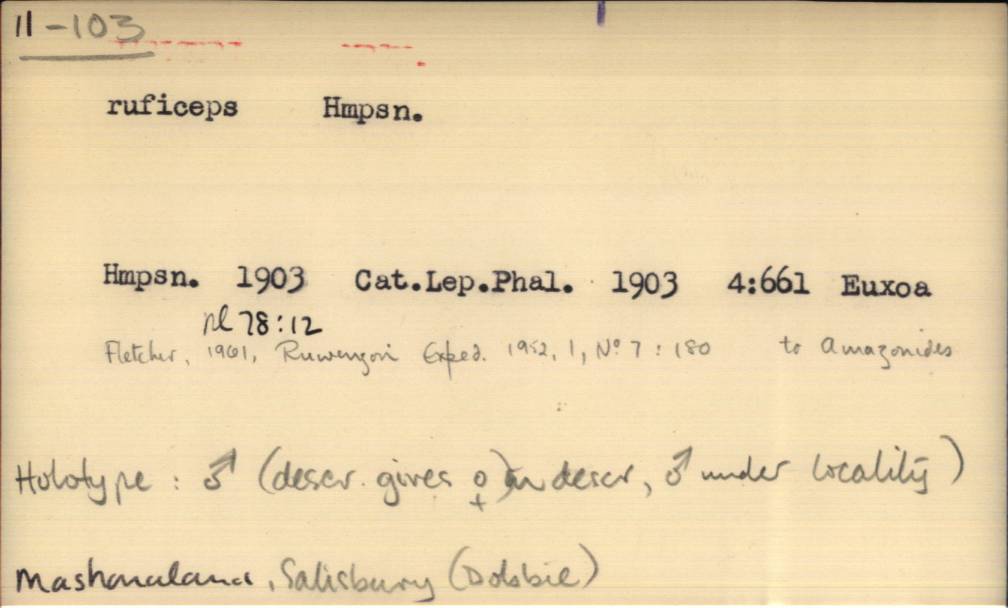 11-103
ruficeps Hmpsn.
Hmpsn. 1903 Cat.Lep.Phal. 1903 4:661 Euxoa
pl 78:12
Fletcher, 1961, Ruwenzori Exped. 1952, 1, Nº 7: 180 to Amazonides
Holotype: ♂ (descr. gives ♀ in descr, ♂ under locality)
Mashonaland, Salisbury (Dobbie)